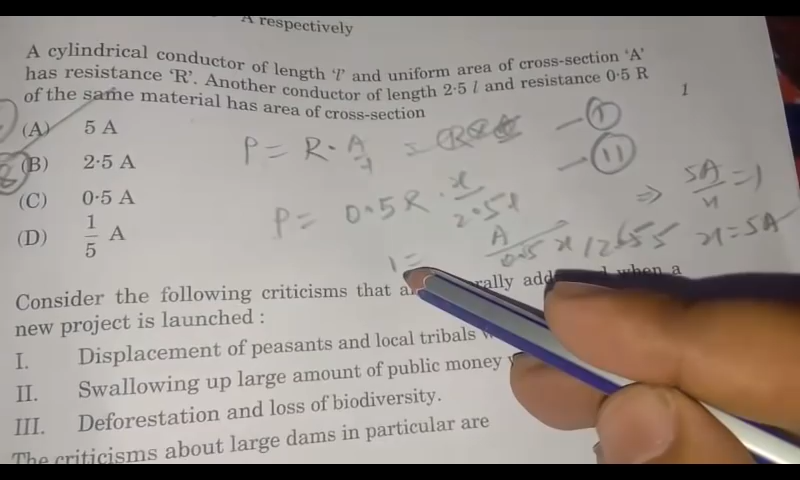 A respectively
A cylindrical conductor of length 'l' and uniform area of cross-section 'A'
has resistance 'R'. Another conductor of length 2·5 l and resistance 0·5 R
of the same material has area of cross-section
1
(A) 5 A
(B) 2·5 A
(C) 0·5 A
(D) 1/5 A
P = R · A/
— I
P = 0·5R · x/2·5l
— II
1 =
⇒ 5A/x = 1
x = 5A
Consider the following criticisms that a when a
new project is launched :
I. Displacement of peasants and local tribals
II. Swallowing up large amount of public money
III. Deforestation and loss of biodiversity.
The criticisms about large dams in particular are